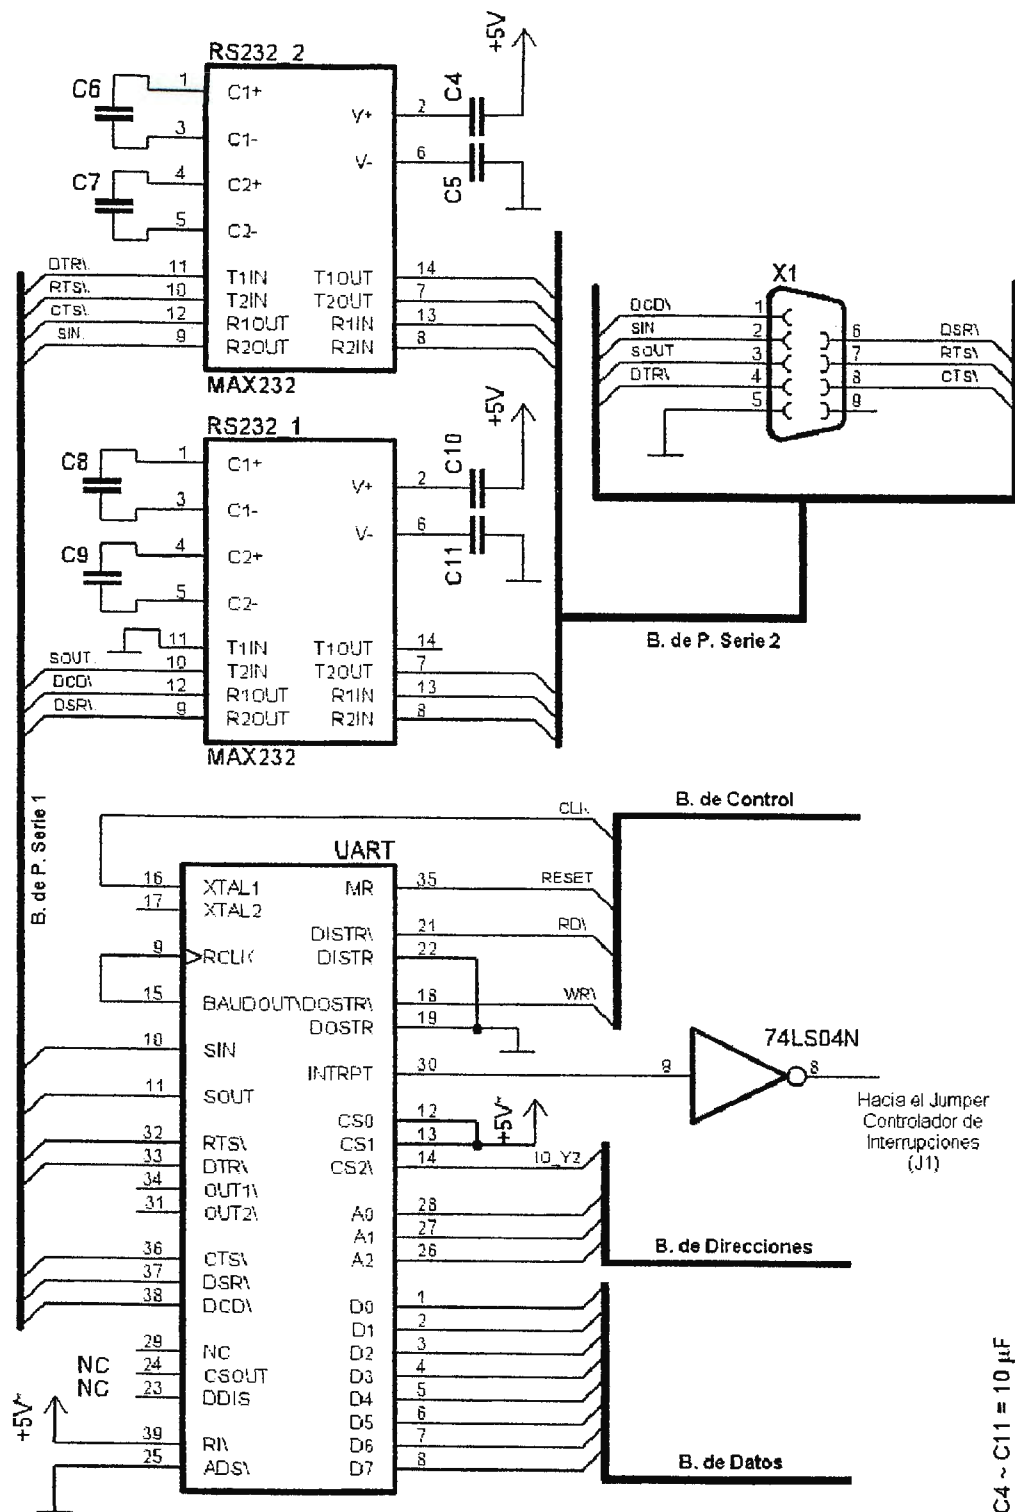 +5V
RS232_2
C6
1
C1+
3
C1-
C7
4
C2+
5
C2-
V+
2
C4
V-
6
C5
DTR\
11
T1IN
T1OUT
14
RTS\
10
T2IN
T2OUT
7
CTS\
12
R1OUT
R1IN
13
SIN
9
R2OUT
R2IN
8
MAX232
X1
DCD\
1
SIN
2
SOUT
3
DTR\
4
5
6
DSR\
7
RTS\
8
CTS\
9
RS232_1
+5V
C8
1
C1+
3
C1-
C9
4
C2+
5
C2-
V+
2
C10
V-
6
C11
11
T1IN
T1OUT
14
SOUT
10
T2IN
T2OUT
7
DCD\
12
R1OUT
R1IN
13
DSR\
9
R2OUT
R2IN
8
MAX232
B. de P. Serie 2
B. de P. Serie 1
B. de Control
CLK
UART
16
XTAL1
MR
35
RESET
17
XTAL2
DISTR\
21
RD\
9
RCLK
DISTR
22
15
BAUDOUT\
DOSTR\
18
WR\
DOSTR
19
10
SIN
INTRPT
30
9
74LS04N
8
Hacia el Jumper
Controlador de
Interrupciones
(J1)
11
SOUT
CS0
12
+5V~
32
RTS\
CS1
13
33
DTR\
CS2\
14
IO_Y2
34
OUT1\
31
OUT2\
A0
28
A1
27
36
CTS\
A2
26
B. de Direcciones
37
DSR\
38
DCD\
D0
1
D1
2
29
NC
D2
3
NC
24
CSOUT
D3
4
NC
23
DDIS
D4
5
D5
6
+5V~
39
RI\
D6
7
25
ADS\
D7
8
B. de Datos
C4 ~ C11 = 10 µF